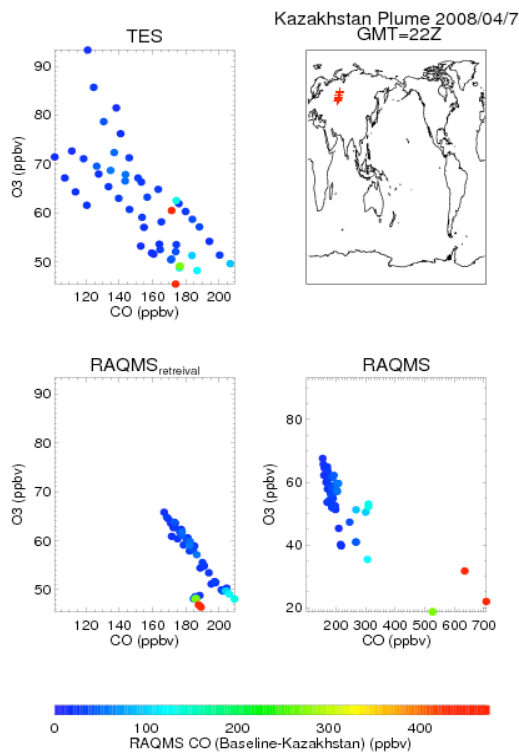 Kazakhstan Plume 2008/04/7
TES
GMT=22Z
90
80
70
60
50
O3 (ppbv)
120 140 160 180 200
CO (ppbv)
RAQMSretreival
RAQMS
90
80
70
60
50
O3 (ppbv)
120 140 160 180 200
CO (ppbv)
80
60
40
20
O3 (ppbv)
200 300 400 500 600 700
CO (ppbv)
0 100 200 300 400
RAQMS CO (Baseline-Kazakhstan) (ppbv)